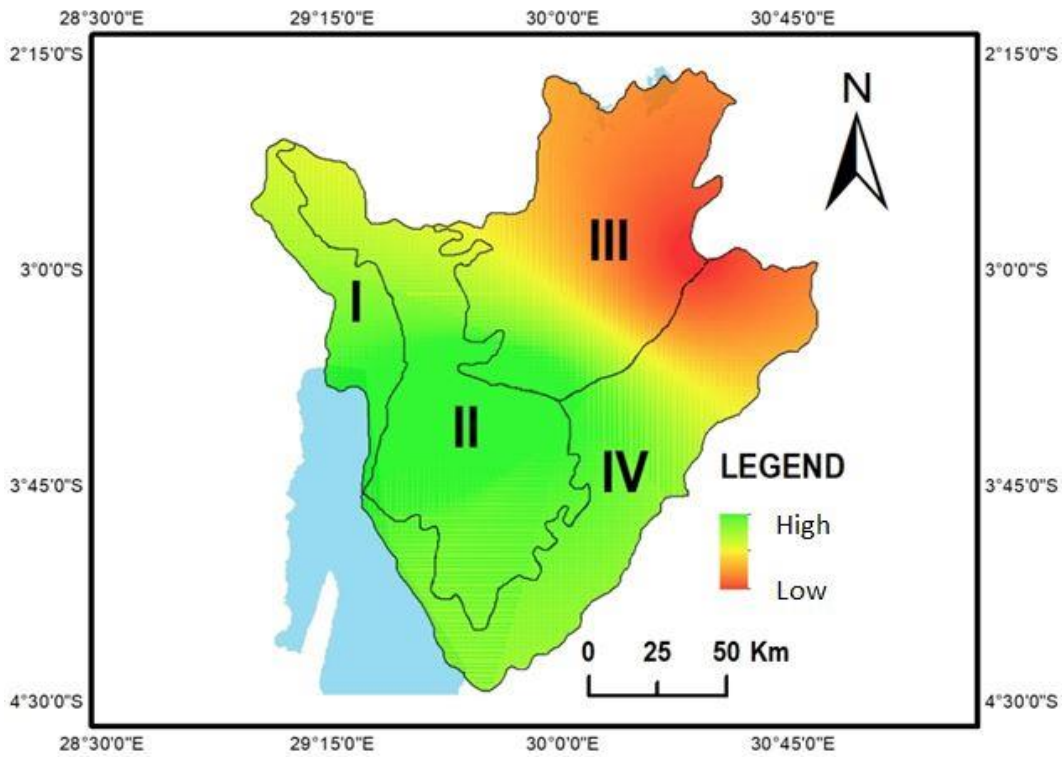 28°30'0"E 29°15'0"E 30°0'0"E 30°45'0"E
2°15'0"S 2°15'0"S
N
III
3°0'0"S 3°0'0"S
I
II
IV
LEGEND
3°45'0"S 3°45'0"S
High
Low
0 25 50 Km
4°30'0"S 4°30'0"S
28°30'0"E 29°15'0"E 30°0'0"E 30°45'0"E